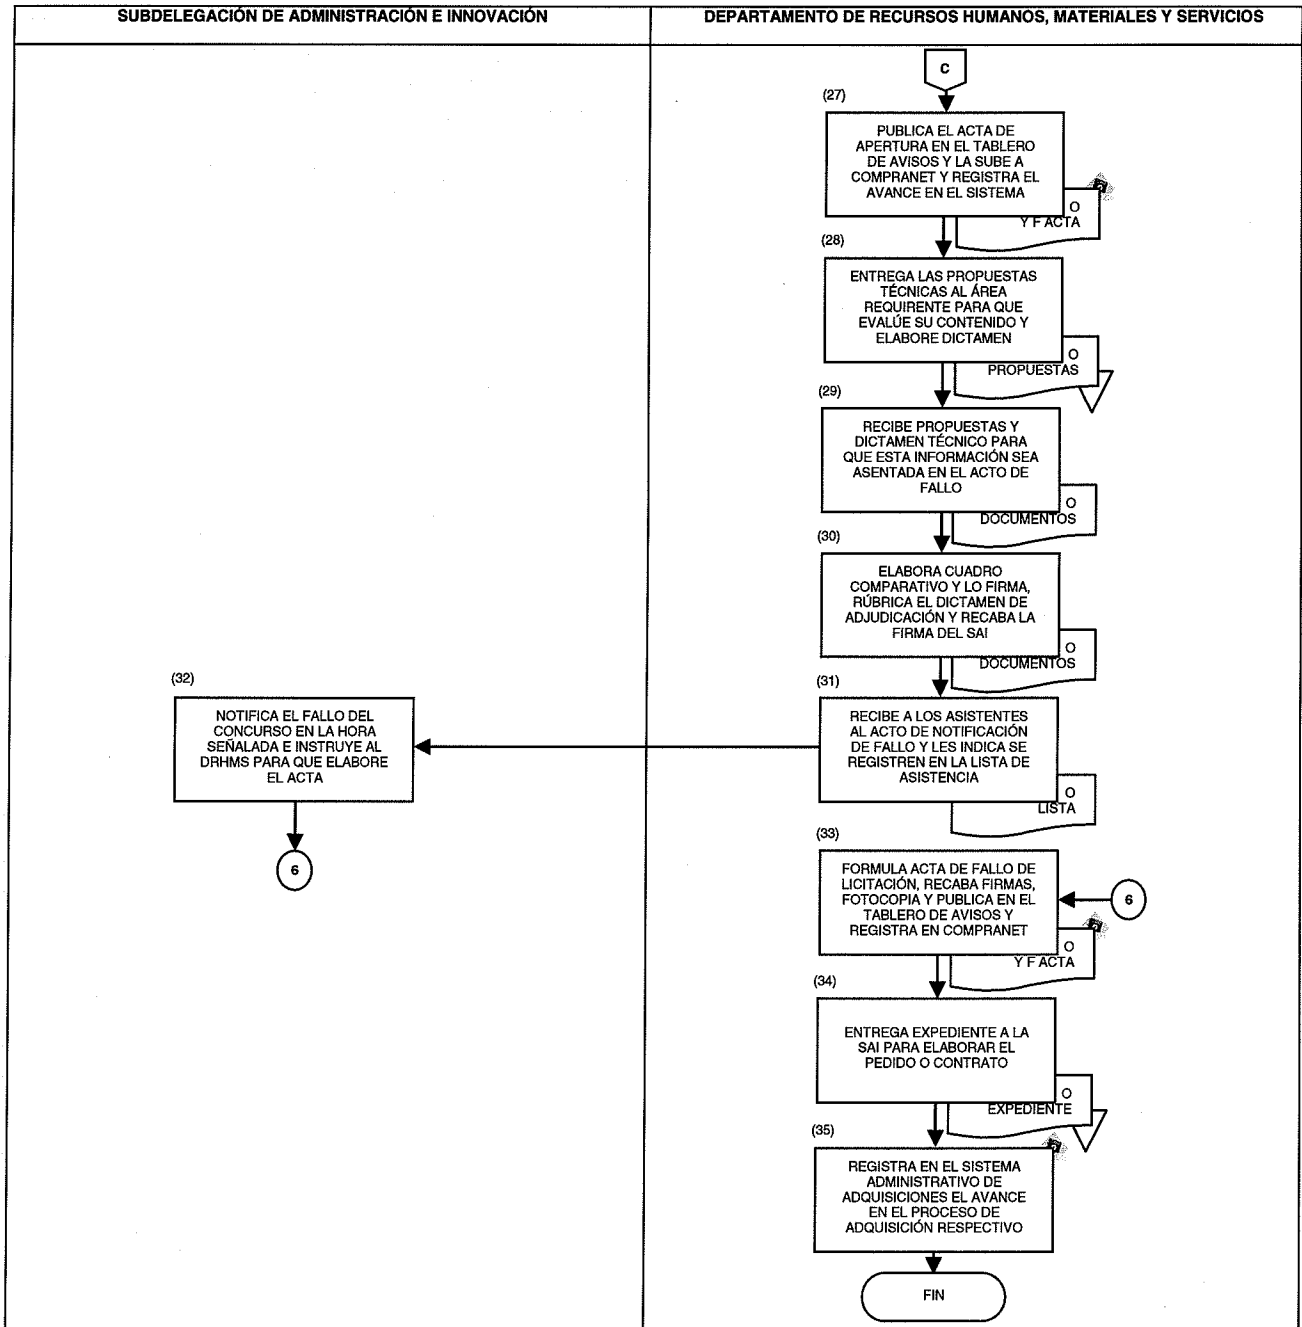 SUBDELEGACIÓN DE ADMINISTRACIÓN E INNOVACIÓN
DEPARTAMENTO DE RECURSOS HUMANOS, MATERIALES Y SERVICIOS
C
(27)
PUBLICA EL ACTA DE
APERTURA EN EL TABLERO
DE AVISOS Y LA SUBE A
COMPRANET Y REGISTRA EL
AVANCE EN EL SISTEMA
O
Y F ACTA
(28)
ENTREGA LAS PROPUESTAS
TÉCNICAS AL ÁREA
REQUIRENTE PARA QUE
EVALÚE SU CONTENIDO Y
ELABORE DICTAMEN
O
PROPUESTAS
(29)
RECIBE PROPUESTAS Y
DICTAMEN TÉCNICO PARA
QUE ESTA INFORMACIÓN SEA
ASENTADA EN EL ACTO DE
FALLO
O
DOCUMENTOS
(30)
ELABORA CUADRO
COMPARATIVO Y LO FIRMA,
RÚBRICA EL DICTAMEN DE
ADJUDICACIÓN Y RECABA LA
FIRMA DEL SAI
O
DOCUMENTOS
(31)
RECIBE A LOS ASISTENTES
AL ACTO DE NOTIFICACIÓN
DE FALLO Y LES INDICA SE
REGISTREN EN LA LISTA DE
ASISTENCIA
O
LISTA
(32)
NOTIFICA EL FALLO DEL
CONCURSO EN LA HORA
SEÑALADA E INSTRUYE AL
DRHMS PARA QUE ELABORE
EL ACTA
6
(33)
FORMULA ACTA DE FALLO DE
LICITACIÓN, RECABA FIRMAS,
FOTOCOPIA Y PUBLICA EN EL
TABLERO DE AVISOS Y
REGISTRA EN COMPRANET
6
O
Y F ACTA
(34)
ENTREGA EXPEDIENTE A LA
SAI PARA ELABORAR EL
PEDIDO O CONTRATO
O
EXPEDIENTE
(35)
REGISTRA EN EL SISTEMA
ADMINISTRATIVO DE
ADQUISICIONES EL AVANCE
EN EL PROCESO DE
ADQUISICIÓN RESPECTIVO
FIN